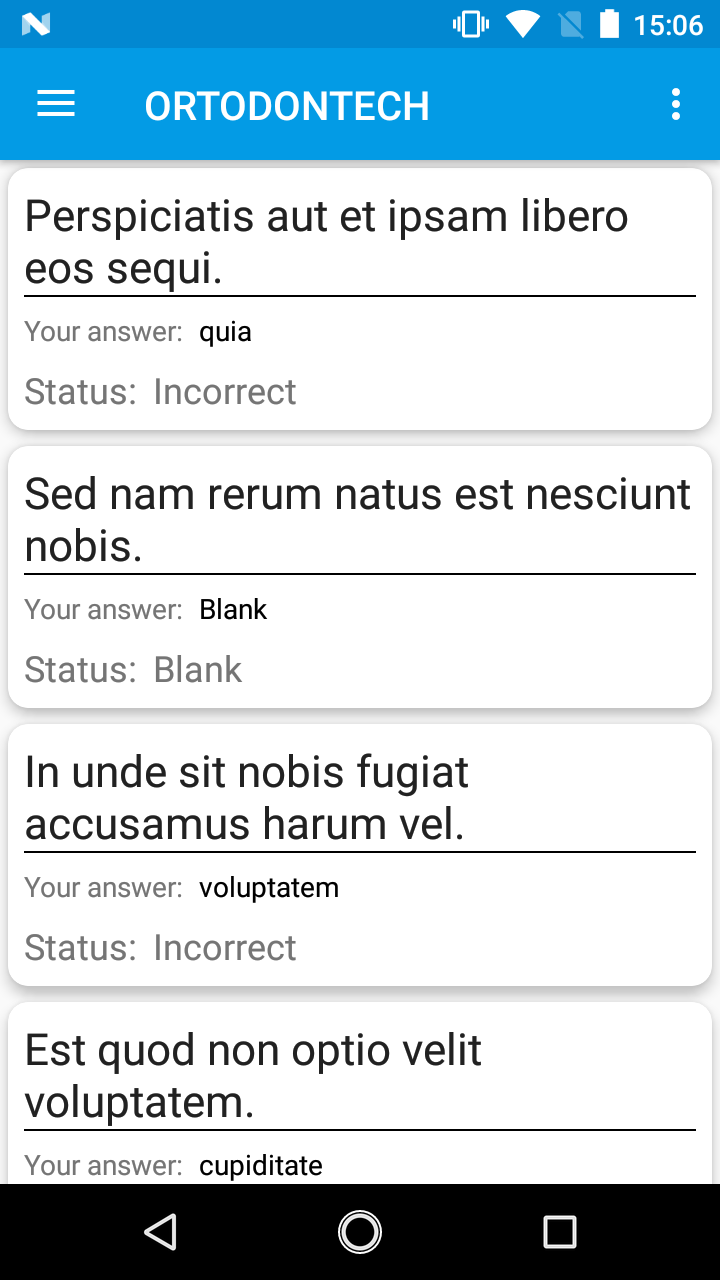 15:06
ORTODONTECH
Perspiciatis aut et ipsam libero
eos sequi.
Your answer: quia
Status: Incorrect
Sed nam rerum natus est nesciunt
nobis.
Your answer: Blank
Status: Blank
In unde sit nobis fugiat
accusamus harum vel.
Your answer: voluptatem
Status: Incorrect
Est quod non optio velit
voluptatem.
Your answer: cupiditate